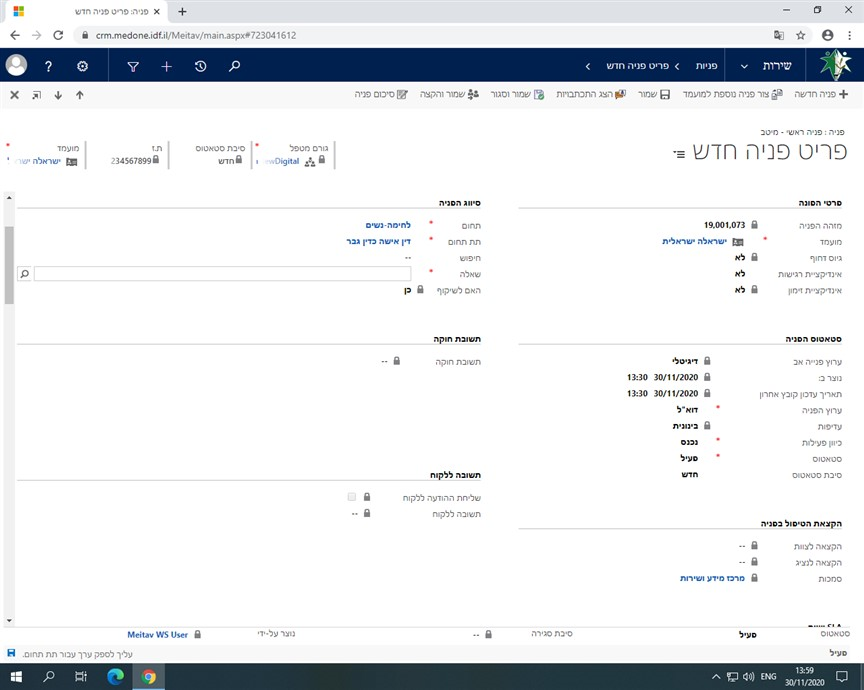 פניה: פריט פניה חדש
crm.medone.idf.il/Meitav/main.aspx#723041612
שירות
פניות
פריט פניה חדש
פניה חדשה
צור פניה נוספת למועמד
שמור
הצג התכתבויות
שמור וסגור
שמור והקצה
סיכום פניה
פניה : פניה ראשי - מיטב
פריט פניה חדש
גורם מטפל
wDigital
סיבת סטאטוס
חדש
ת.ז
234567899
מועמד
ישראלה
פרטי הפונה
מזהה הפניה 19,001,073
מועמד * ישראלה ישראלית
גיוס דחוף לא
אינדיקציית רגישות לא
אינדיקציית זימון לא
סיווג הפניה
תחום * לחימה-נשים
תת תחום * דין אישה כדין גבר
חיפוש --
שאלה *
האם לשיקוף כן
סטאטוס הפניה
ערוץ פנייה אב דיגיטלי
נוצר ב: 30/11/2020 13:30
תאריך עדכון קובץ אחרון 30/11/2020 13:30
ערוץ הפניה * דוא"ל
עדיפות בינונית
כיוון פעילות * נכנס
סטאטוס * פעיל
סיבת סטאטוס חדש
תשובת חוקה
תשובת חוקה --
תשובה ללקוח
שליחת ההודעה ללקוח
תשובה ללקוח --
הקצאת הטיפול בפניה
הקצאה לצוות --
הקצאה לנציג --
סמכות מרכז מידע ושירות
סטאטוס פעיל
סיבת סגירה --
נוצר על-ידי Meitav WS User
פעיל
עליך לספק ערך עבור תת תחום.
ENG
13:59
30/11/2020